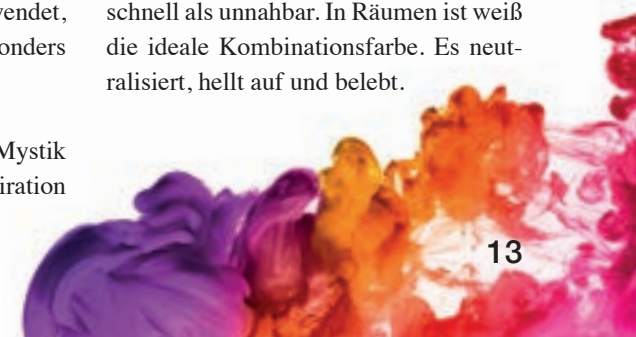 wendet,
onders
Mystik
iration
schnell als unnahbar. In Räumen ist weiß
die ideale Kombinationsfarbe. Es neut-
ralisiert, hellt auf und belebt.
13